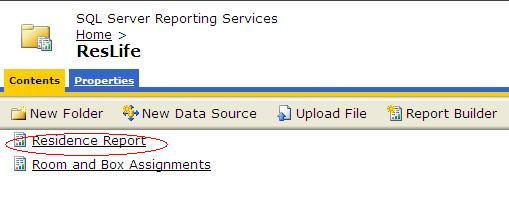 SQL Server Reporting Services
Home >
ResLife
Contents Properties
New Folder New Data Source Upload File Report Builder
Residence Report
Room and Box Assignments